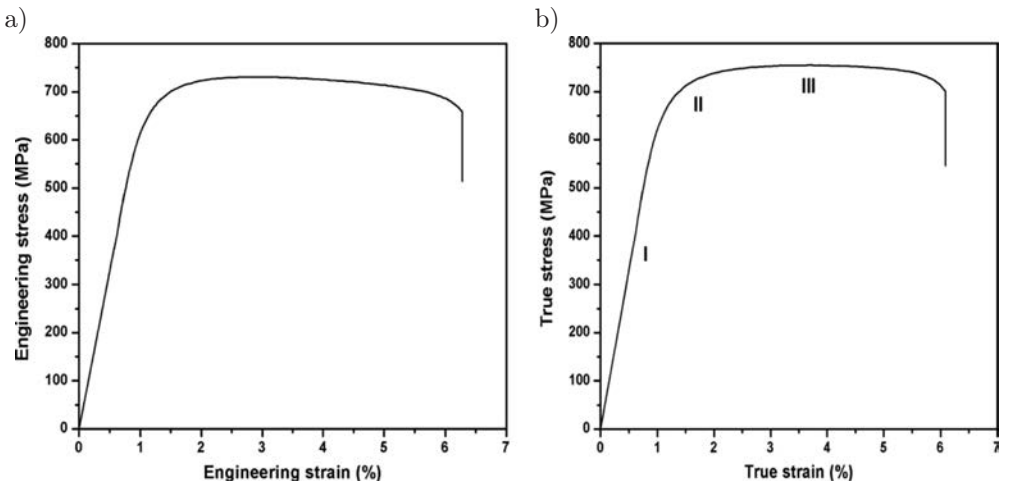 a)
800
700
600
500
400
300
200
100
0
Engineering stress (MPa)
0 1 2 3 4 5 6 7
Engineering strain (%)
b)
800
700
600
500
400
300
200
100
0
True stress (MPa)
I
II
III
0 1 2 3 4 5 6 7
True strain (%)